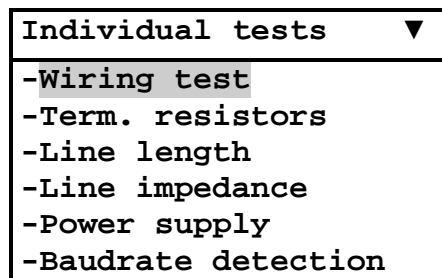 Individual tests ▼
-Wiring test
-Term. resistors
-Line length
-Line impedance
-Power supply
-Baudrate detection